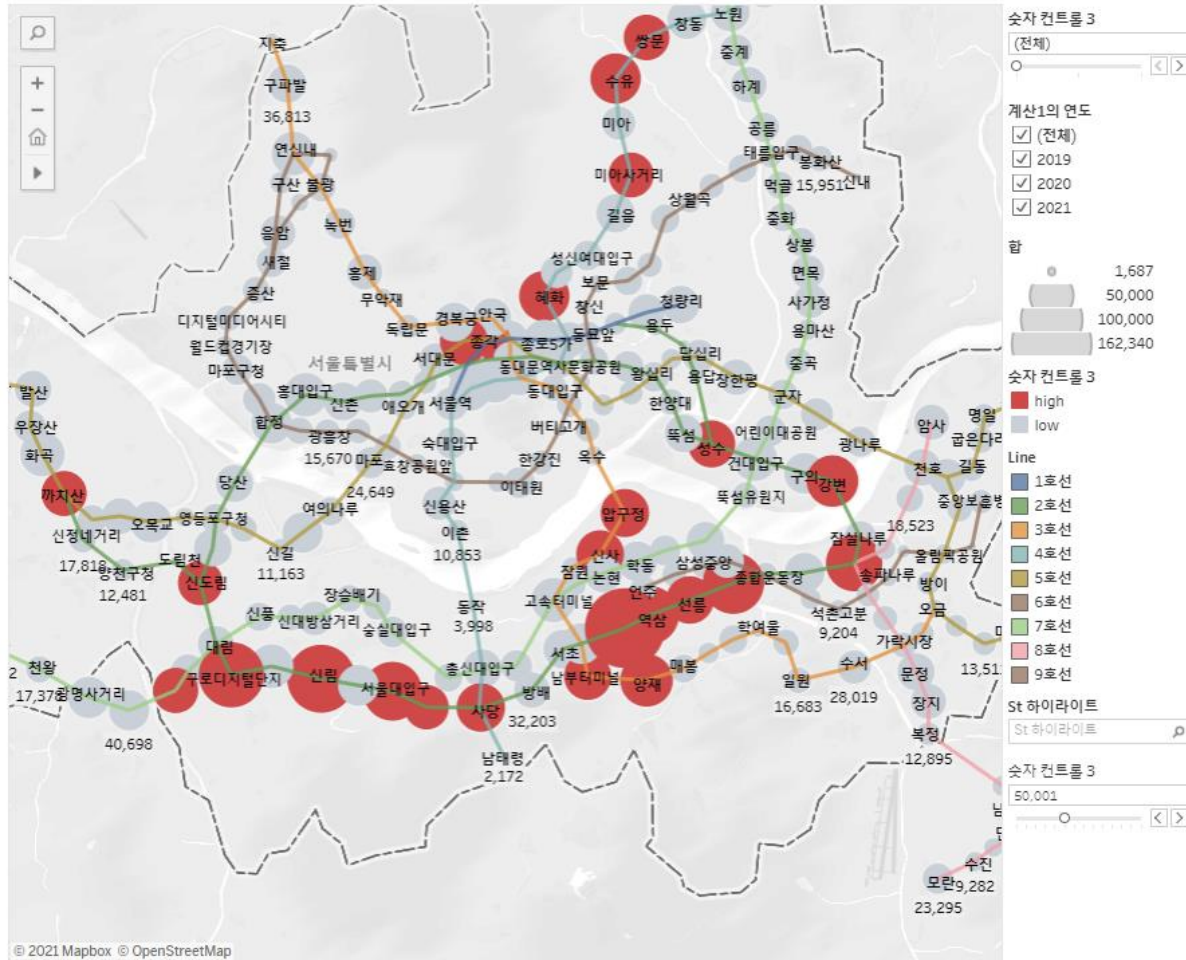 노원
창동
쌍문
중계
지축
수유
하계
구파발
36,813
미아
공릉
연신내
태릉입구
봉화산
구산
불광
미아사거리
먹골
15,951
신내
상월곡
길음
중화
녹번
응암
상봉
성신여대입구
새절
면목
홍제
보문
증산
혜화
청량리
사가정
무악재
창신
디지털미디어시티
경복궁
안국
독립문
동묘앞
용두
용마산
월드컵경기장
종각
종로5가
서울특별시
서대문
답십리
중곡
마포구청
동대문역사문화공원
왕십리
용답
장한평
발산
홍대입구
신촌
애오개
서울역
동대입구
한양대
군자
우장산
합정
명일
버티고개
뚝섬
어린이대공원
암사
광흥창
15,670
숙대입구
성수
광나루
굽은다리
화곡
마포
효창공원앞
한강진
옥수
건대입구
구의
천호
길동
당산
24,649
이태원
강변
까치산
여의나루
신용산
뚝섬유원지
중앙보훈병
오목교
영등포구청
압구정
18,523
신정네거리
이촌
잠실나루
17,818
신길
10,853
신사
삼성중앙
올림픽공원
양천구청
도림천
11,163
학동
12,481
신도림
잠원
논현
종합운동장
송파나루
방이
언주
장승배기
고속터미널
선릉
동작
석촌고분
오금
신풍
3,998
9,204
신대방삼거리
역삼
학여울
숭실대입구
가락시장
대림
서초
천왕
총신대입구
매봉
수서
13,511
17,378
구로디지털단지
신림
남부터미널
문정
광명사거리
서울대입구
방배
양재
일원
28,019
사당
16,683
장지
40,698
32,203
복정
남태령
12,895
2,172
수진
모란
9,282
23,295
© 2021 Mapbox © OpenStreetMap
숫자 컨트롤 3
(전체)
계산1의 연도
(전체)
2019
2020
2021
합
1,687
50,000
100,000
162,340
숫자 컨트롤 3
high
low
Line
1호선
2호선
3호선
4호선
5호선
6호선
7호선
8호선
9호선
St 하이라이트
St 하이라이트
숫자 컨트롤 3
50,001